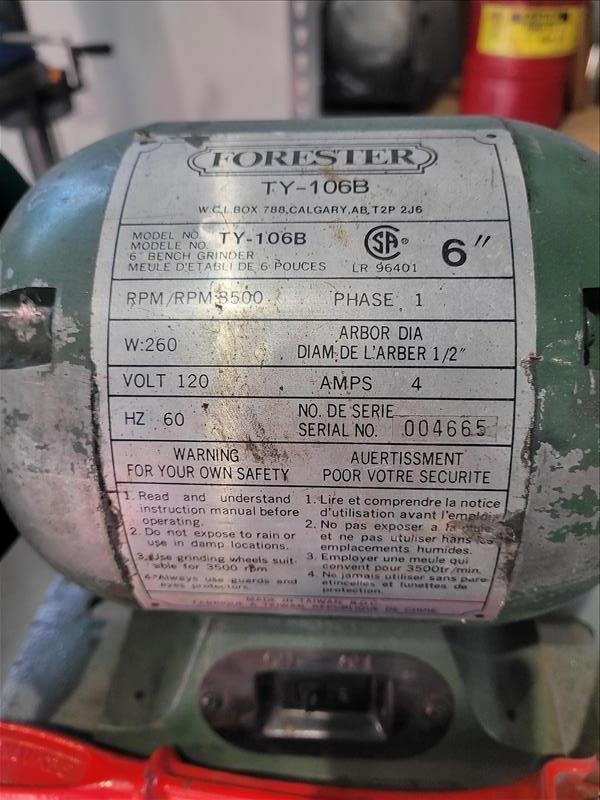 FORESTER
TY-106B
W.C.I. BOX 788, CALGARY, AB, T2P 2J6
MODEL NO. TY-106B
MODELE NO.
6" BENCH GRINDER
MEULE D'ETABLI DE 6 POUCES
SA®
LR 96401
6"
RPM/RPM 3500 PHASE 1
W:260
ARBOR DIA
DIAM,DE L'ARBER 1/2"
VOLT 120 AMPS 4
HZ 60
NO. DE SERIE
SERIAL NO. 004665
WARNING
FOR YOUR OWN SAFETY
1. Read and understand
instruction manual before
operating.
2. Do not expose to rain or
use in damp locations.
3. Use grinding wheels suit-
able for 3500 rpm
4. Always use guards and
eyes protectors.
AUERTISSMENT
POOR VOTRE SECURITE
1. Lire et comprendre la notice
d'utilisation avant l'emploi
2. No pas exposer a la
et ne pas utuliser hans les
emplacements humides.
3. Employer une meule qui
convent pour 3500tr/min.
4. Ne jamais utiliser sans pare-
etincelles et lunettes de
protection.
MADE IN TAIWAN R.O.C.